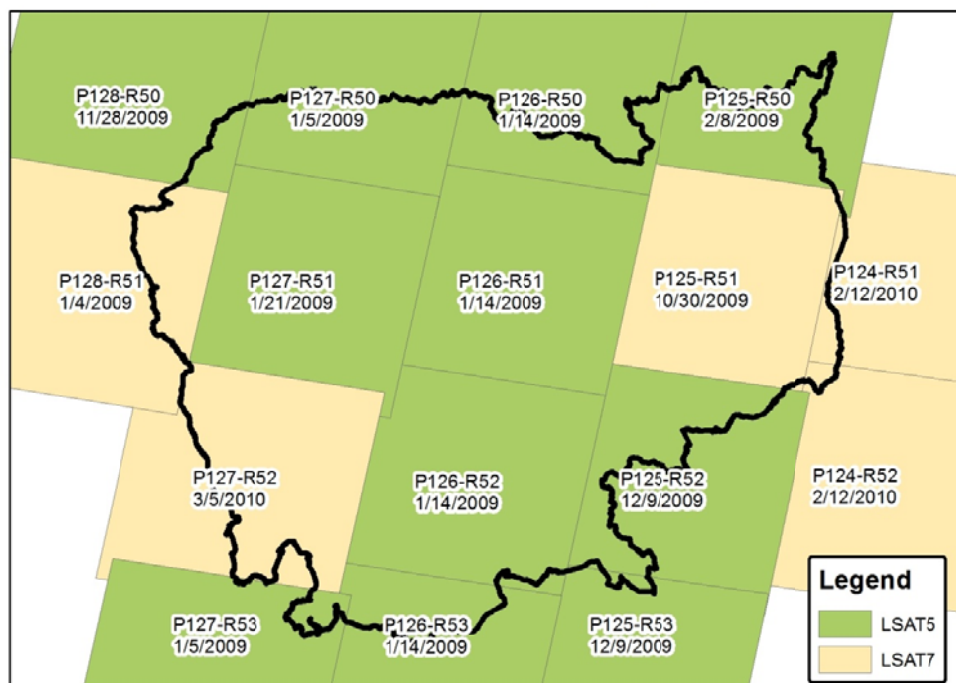 P128-R50
11/28/2009
P127-R50
1/5/2009
P126-R50
1/14/2009
P125-R50
2/8/2009
P128-R51
1/4/2009
P127-R51
1/21/2009
P126-R51
1/14/2009
P125-R51
10/30/2009
P124-R51
2/12/2010
P127-R52
3/5/2010
P126-R52
1/14/2009
P125-R52
12/9/2009
P124-R52
2/12/2010
P127-R53
1/5/2009
P126-R53
1/14/2009
P125-R53
12/9/2009
Legend
LSAT5
LSAT7